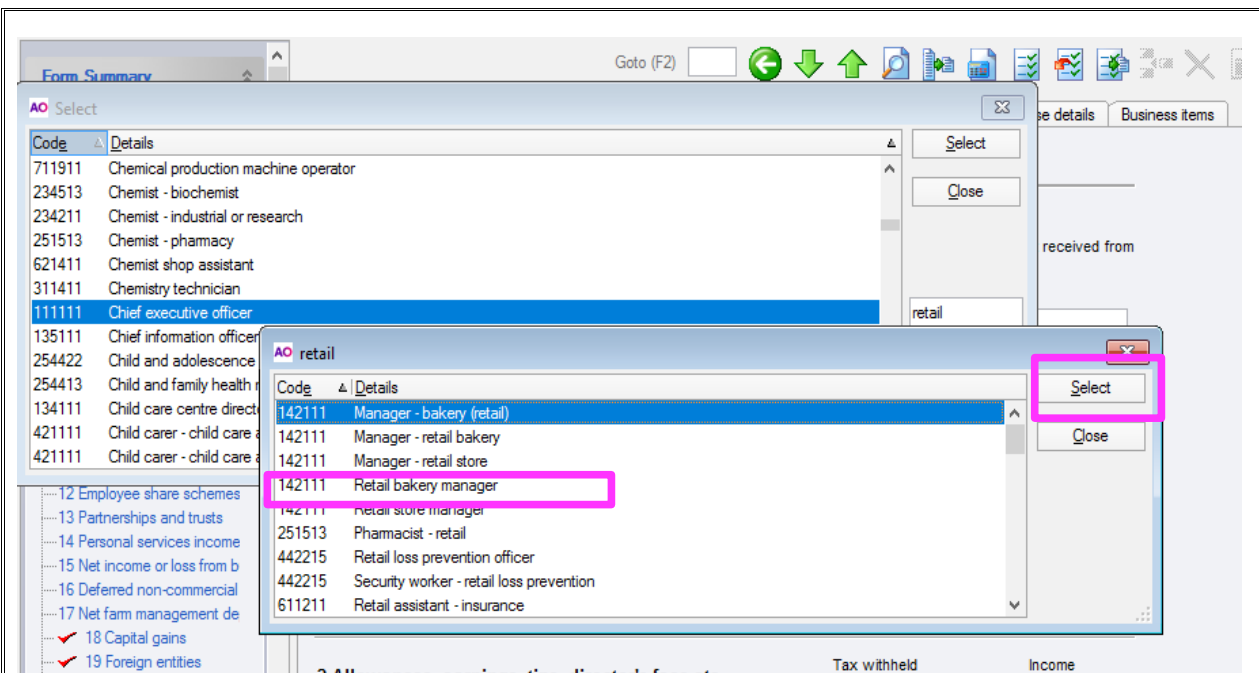 Form Summary
Goto (F2)
AO Select
se details
Business items
Code
Details
Select
Close
711911 Chemical production machine operator
234513 Chemist - biochemist
234211 Chemist - industrial or research
251513 Chemist - pharmacy
621411 Chemist shop assistant
311411 Chemistry technician
111111 Chief executive officer
135111 Chief information officer
254422 Child and adolescence
254413 Child and family health
134111 Child care centre
421111 Child carer - child care
421111 Child carer - child care
received from
retail
AO retail
Code
Details
Select
Close
142111 Manager - bakery (retail)
142111 Manager - retail bakery
142111 Manager - retail store
142111 Retail bakery manager
142111 Retail store manager
251513 Pharmacist - retail
442215 Retail loss prevention officer
442215 Security worker - retail loss prevention
611211 Retail assistant - insurance
12 Employee share schemes
13 Partnerships and trusts
14 Personal services income
15 Net income or loss from b
16 Deferred non-commercial
17 Net farm management de
18 Capital gains
19 Foreign entities
Tax withheld
Income